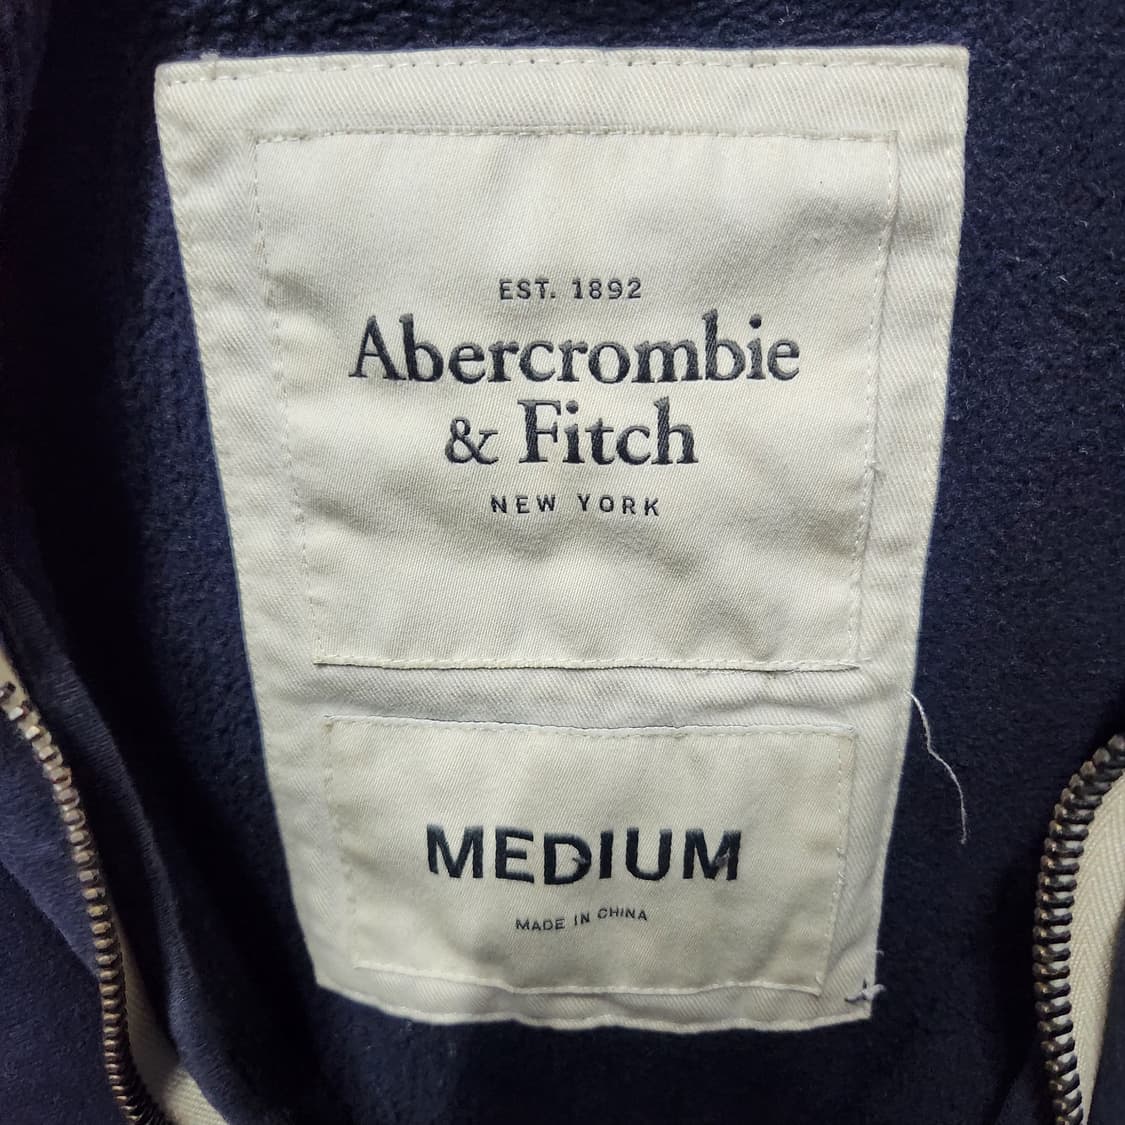 EST. 1892
Abercrombie
& Fitch
NEW YORK
MEDIUM
MADE IN CHINA